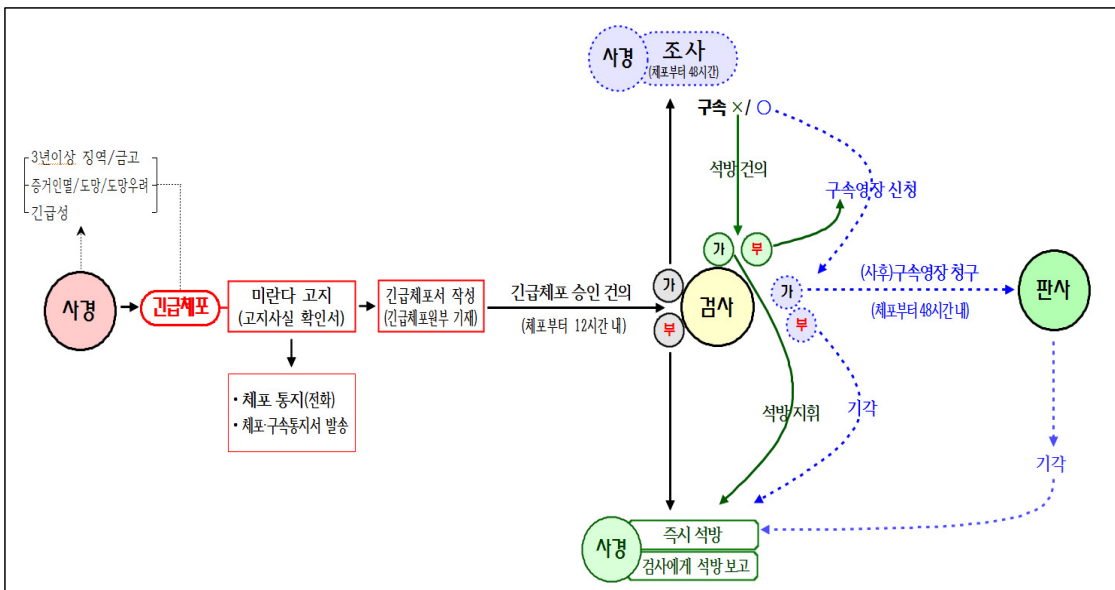 사경
조사
(체포부터 48시간)
구속 ×/ ○
석방 건의
구속영장 신청
3년이상 징역/금고
증거인멸/도망/도망우려
긴급성
사경
긴급체포
미란다 고지
(고지사실 확인서)
긴급체포서 작성
(긴급체포원부 기재)
긴급체포 승인 건의
(체포부터 12시간 내)
가
부
검사
가
부
가
부
(사후)구속영장 청구
(체포부터 48시간 내)
판사
· 체포 통지(전화)
· 체포·구속통지서 발송
석방 지휘
기각
기각
사경
즉시 석방
검사에게 석방 보고